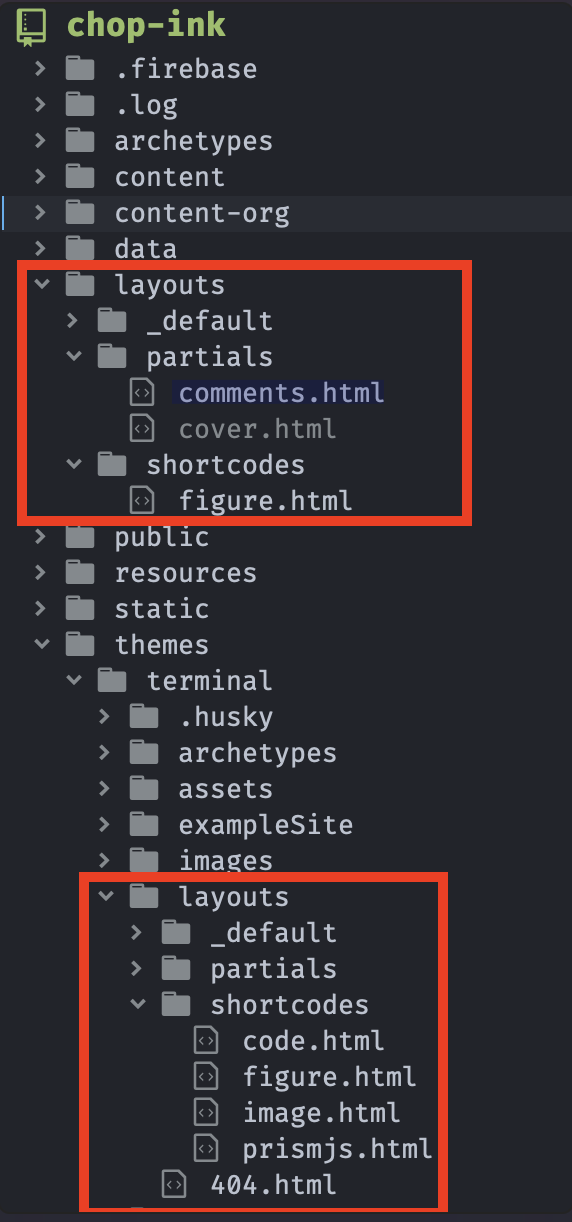 chop-ink
.firebase
.log
archetypes
content
content-org
data
layouts
_default
partials
comments.html
cover.html
shortcodes
figure.html
public
resources
static
themes
terminal
.husky
archetypes
assets
exampleSite
images
layouts
_default
partials
shortcodes
code.html
figure.html
image.html
prismjs.html
404.html